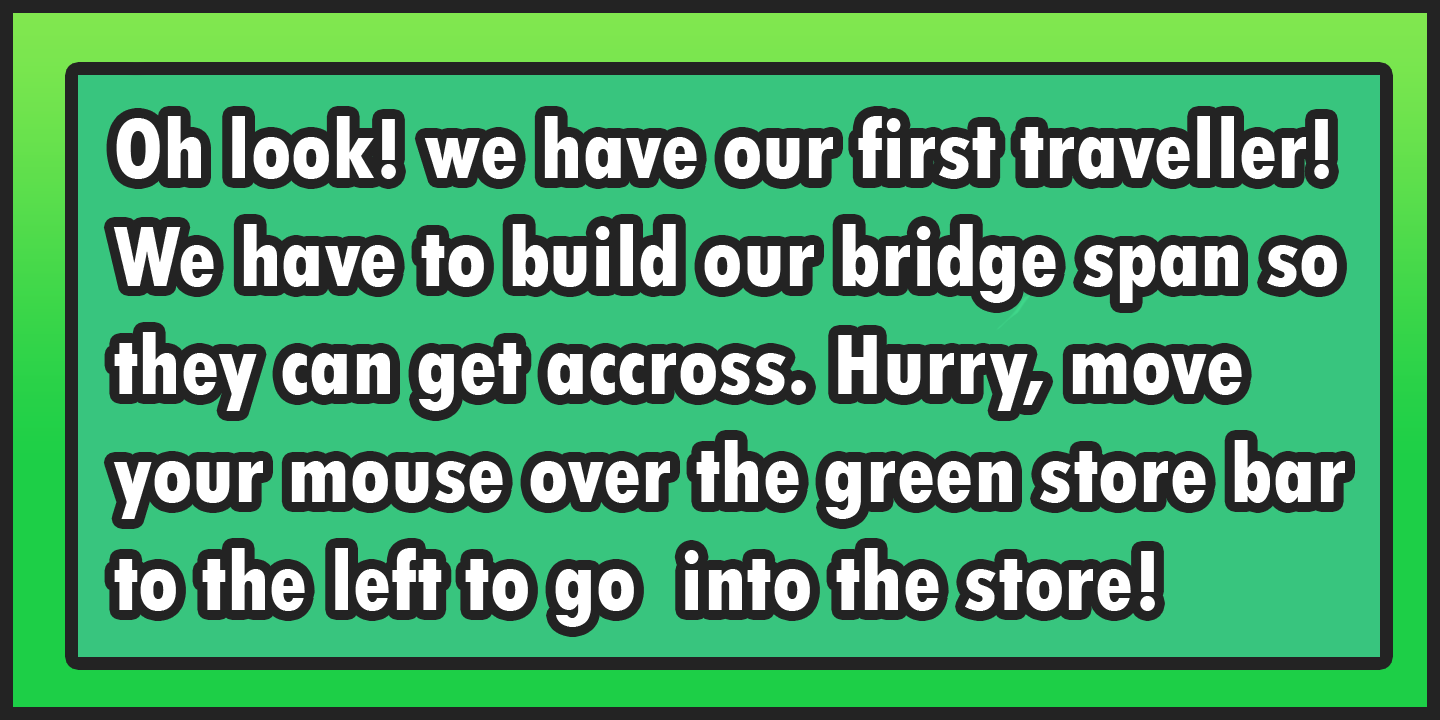 Oh look! we have our first traveller!
We have to build our bridge span so
they can get accross. Hurry, move
your mouse over the green store bar
to the left to go  into the store!